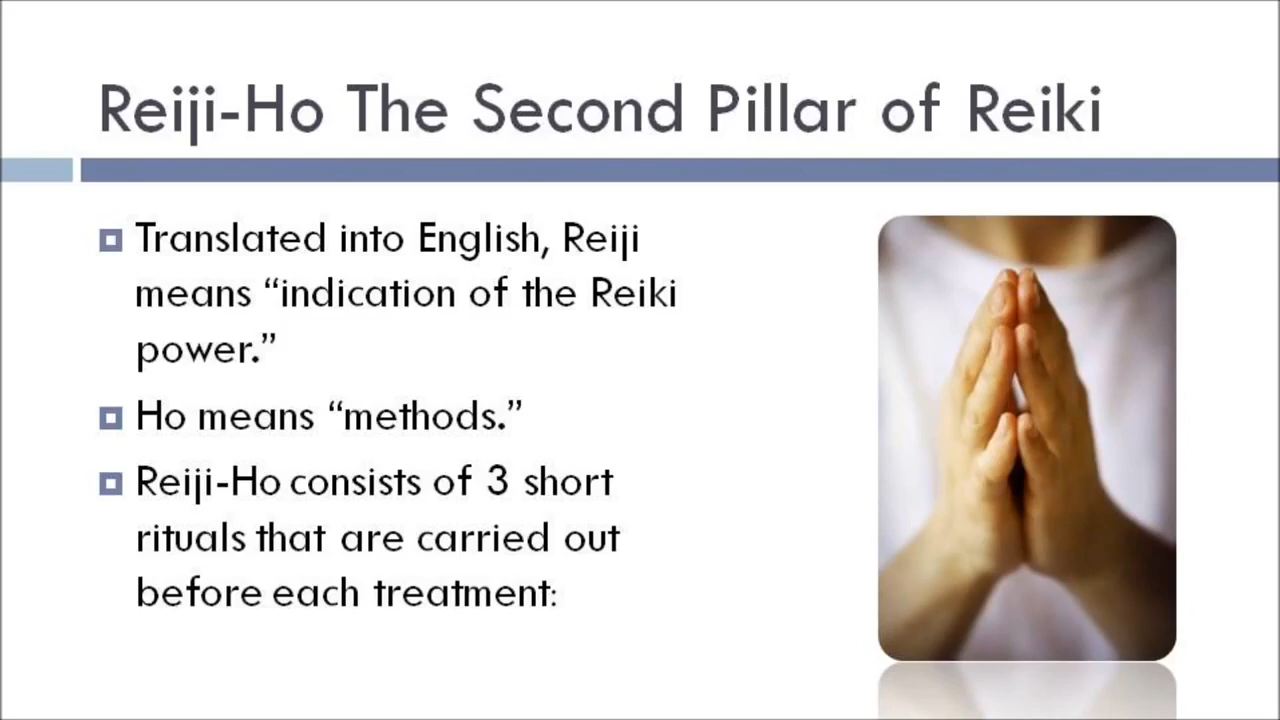 Reiji-Ho The Second Pillar of Reiki
Translated into English, Reiji
means “indication of the Reiki
power.”
Ho means “methods.”
Reiji-Ho consists of 3 short
rituals that are carried out
before each treatment: